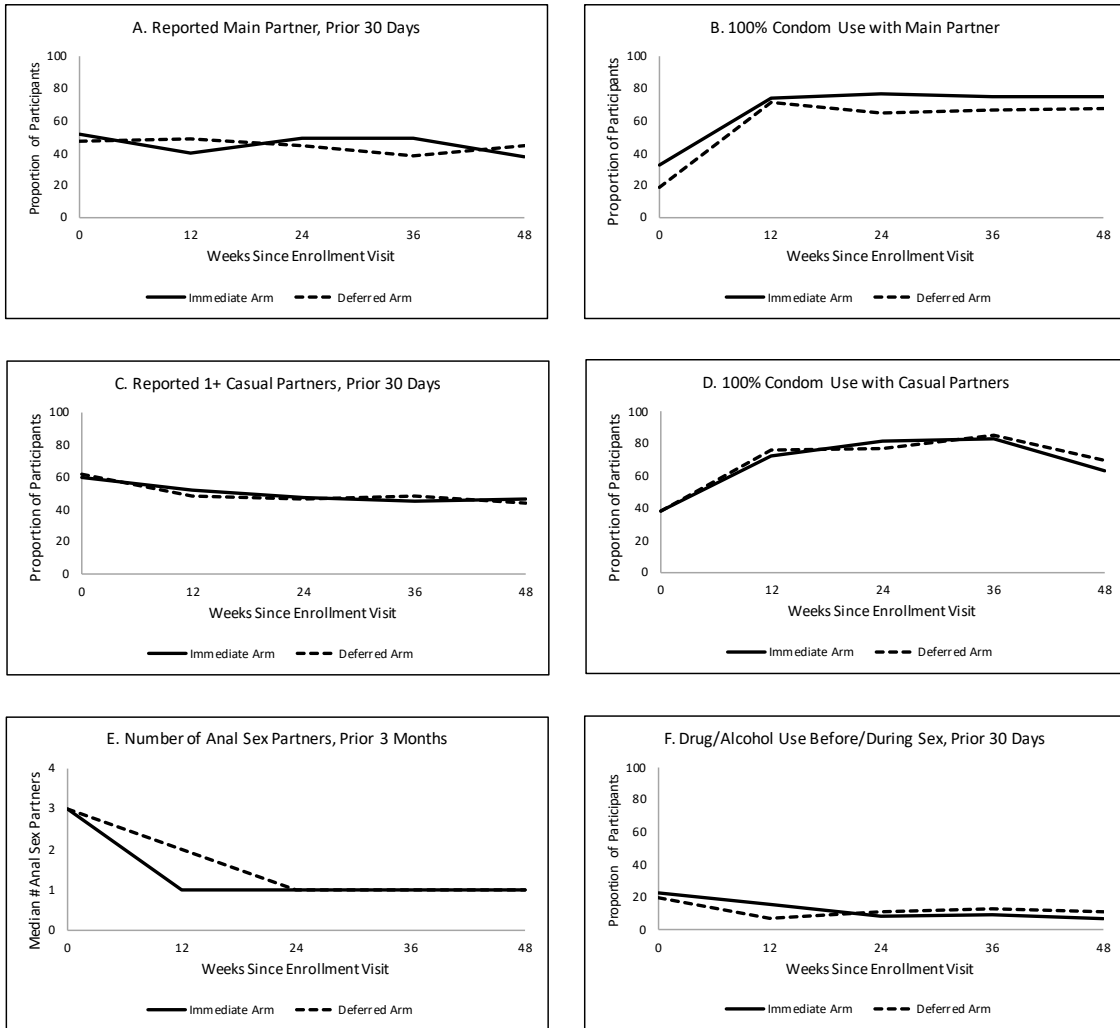 A. Reported Main Partner, Prior 30 Days
Proportion of Participants
100
80
60
40
20
0
0 12 24 36 48
Weeks Since Enrollment Visit
Immediate Arm Deferred Arm
B. 100% Condom Use with Main Partner
Proportion of Participants
100
80
60
40
20
0
0 12 24 36 48
Weeks Since Enrollment Visit
Immediate Arm Deferred Arm
C. Reported 1+ Casual Partners, Prior 30 Days
Proportion of Participants
100
80
60
40
20
0
0 12 24 36 48
Weeks Since Enrollment Visit
Immediate Arm Deferred Arm
D. 100% Condom Use with Casual Partners
Proportion of Participants
100
80
60
40
20
0
0 12 24 36 48
Weeks Since Enrollment Visit
Immediate Arm Deferred Arm
E. Number of Anal Sex Partners, Prior 3 Months
Median # Anal Sex Partners
4
3
2
1
0
0 12 24 36 48
Weeks Since Enrollment Visit
Immediate Arm Deferred Arm
F. Drug/Alcohol Use Before/During Sex, Prior 30 Days
Proportion of Participants
100
80
60
40
20
0
0 12 24 36 48
Weeks Since Enrollment Visit
Immediate Arm Deferred Arm